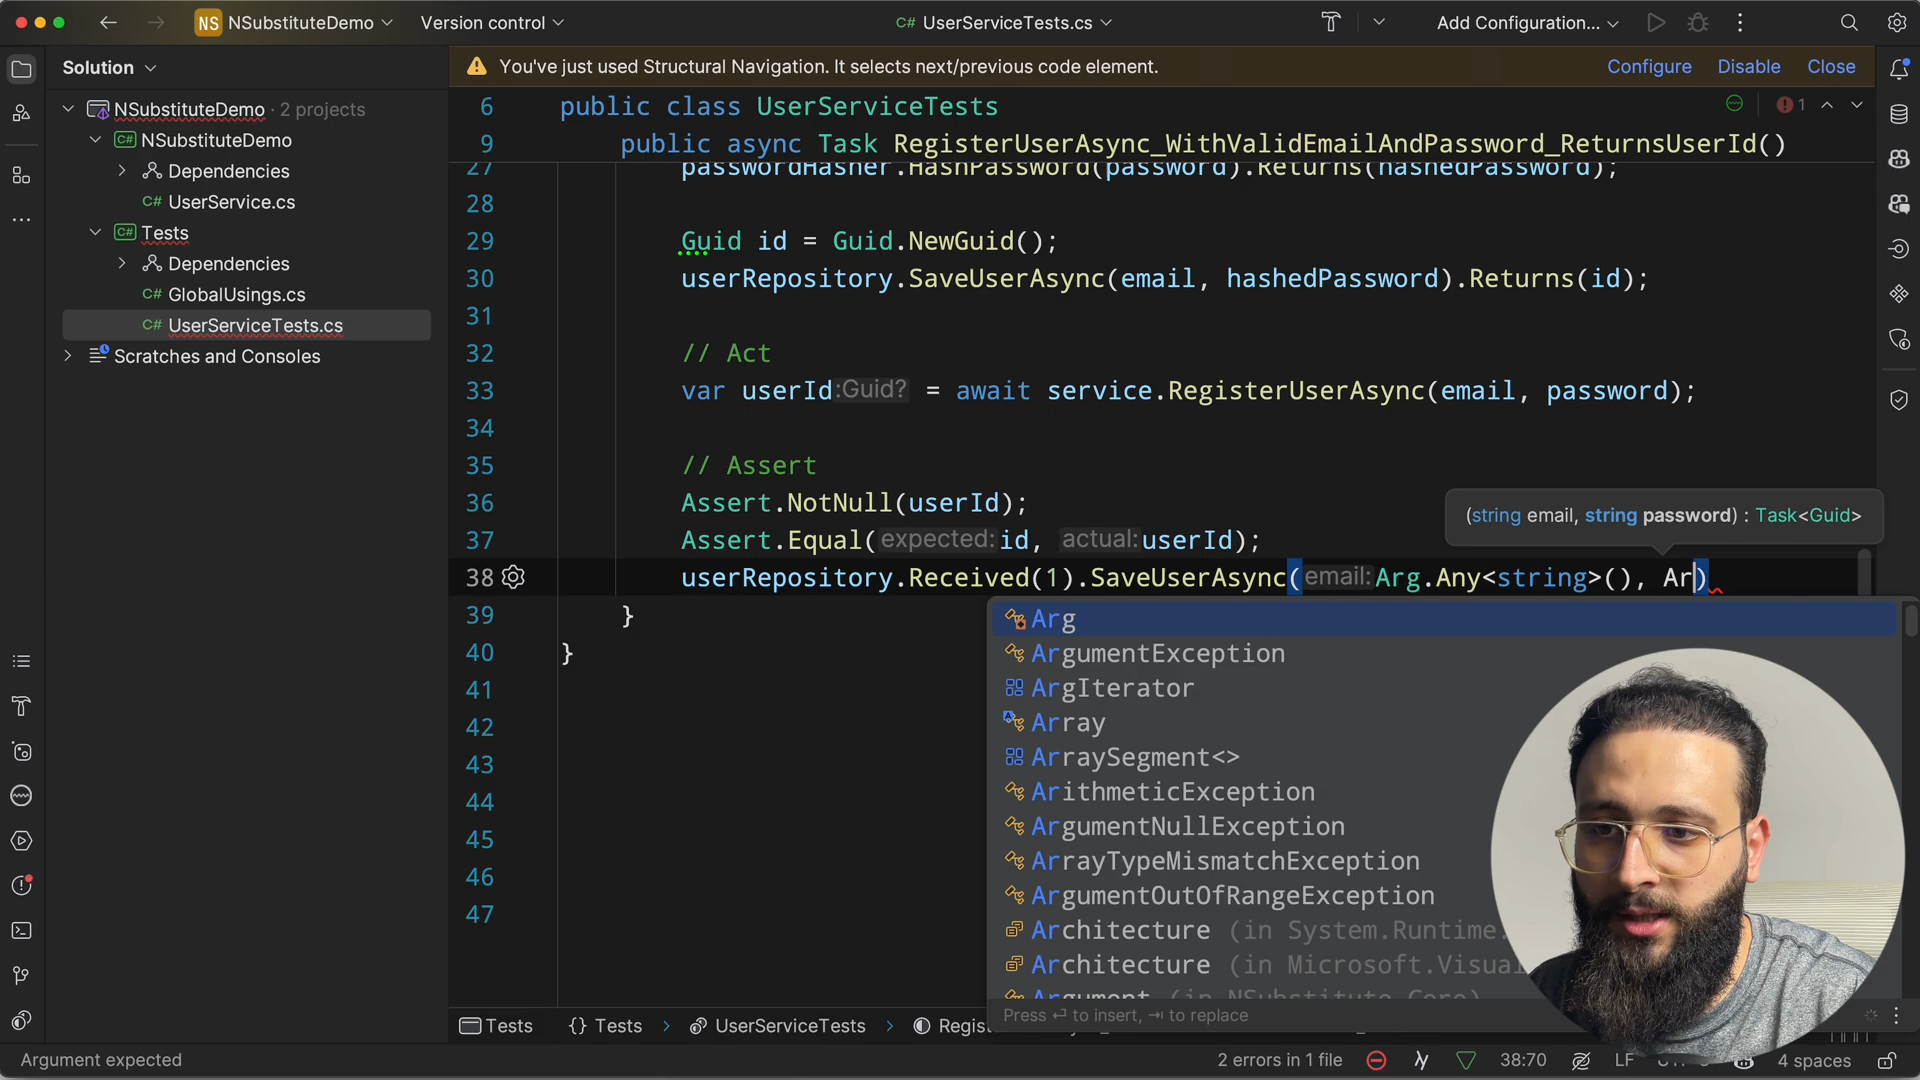 NS NSubstituteDemo Version control C# UserServiceTests.cs Add Configuration...
Solution
You've just used Structural Navigation. It selects next/previous code element. Configure Disable Close
NSubstituteDemo · 2 projects
C# NSubstituteDemo
Dependencies
C# UserService.cs
C# Tests
Dependencies
C# GlobalUsings.cs
C# UserServiceTests.cs
Scratches and Consoles
6 public class UserServiceTests
1
9 public async Task RegisterUserAsync_WithValidEmailAndPassword_ReturnsUserId()
27 passwordHasher.HashPassword(password).Returns(hashedPassword);
28
29 Guid id = Guid.NewGuid();
30 userRepository.SaveUserAsync(email, hashedPassword).Returns(id);
31
32 // Act
33 var userId:Guid? = await service.RegisterUserAsync(email, password);
34
35 // Assert
36 Assert.NotNull(userId);
(string email, string password) : Task<Guid>
37 Assert.Equal(expected:id, actual:userId);
38 userRepository.Received(1).SaveUserAsync(email:Arg.Any<string>(), Ar)
39 }
40 }
41
42
43
44
45
46
47
Arg
ArgumentException
ArgIterator
Array
ArraySegment<>
ArithmeticException
ArgumentNullException
ArrayTypeMismatchException
ArgumentOutOfRangeException
Architecture (in System.Runtime.
Architecture (in Microsoft.Visua
Argument (in NSubstitute.Core)
Press ⏎ to insert, ⇥ to replace
Tests {} Tests > UserServiceTests > Regist
Argument expected
2 errors in 1 file 38:70 LF 4 spaces